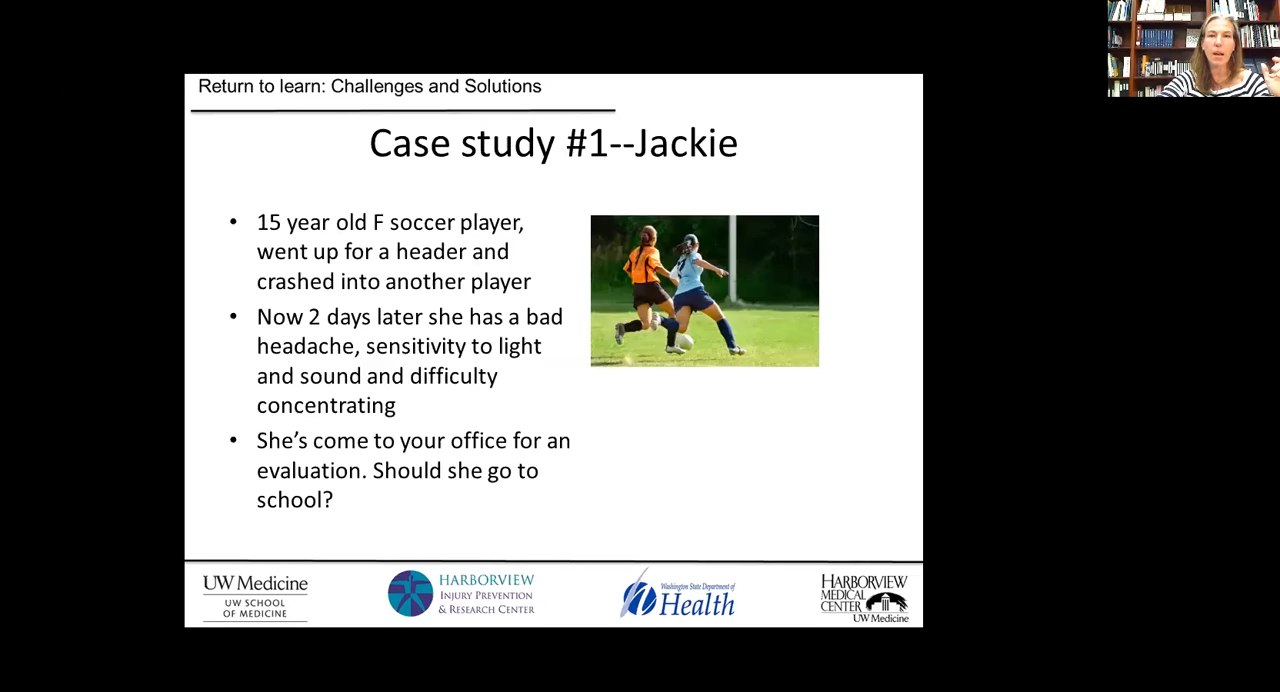 Return to learn: Challenges and Solutions
Case study #1--Jackie
• 15 year old F soccer player,
went up for a header and
crashed into another player
• Now 2 days later she has a bad
headache, sensitivity to light
and sound and difficulty
concentrating
• She’s come to your office for an
evaluation. Should she go to
school?
UW Medicine
UW SCHOOL
OF MEDICINE
HARBORVIEW
INJURY PREVENTION
& RESEARCH CENTER
Washington State Department of
Health
HARBORVIEW
MEDICAL
CENTER
UW Medicine